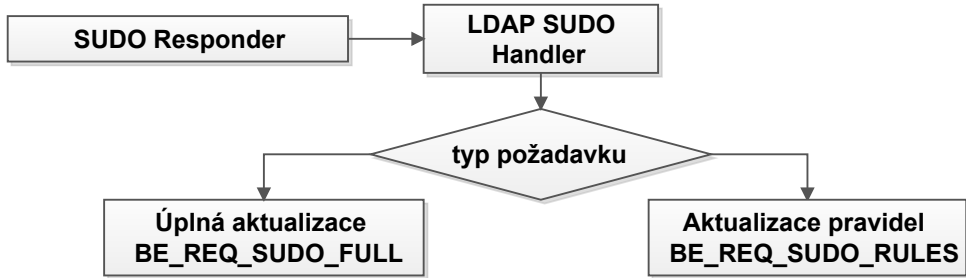 SUDO Responder
LDAP SUDO
Handler
typ požadavku
Úplná aktualizace
BE_REQ_SUDO_FULL
Aktualizace pravidel
BE_REQ_SUDO_RULES